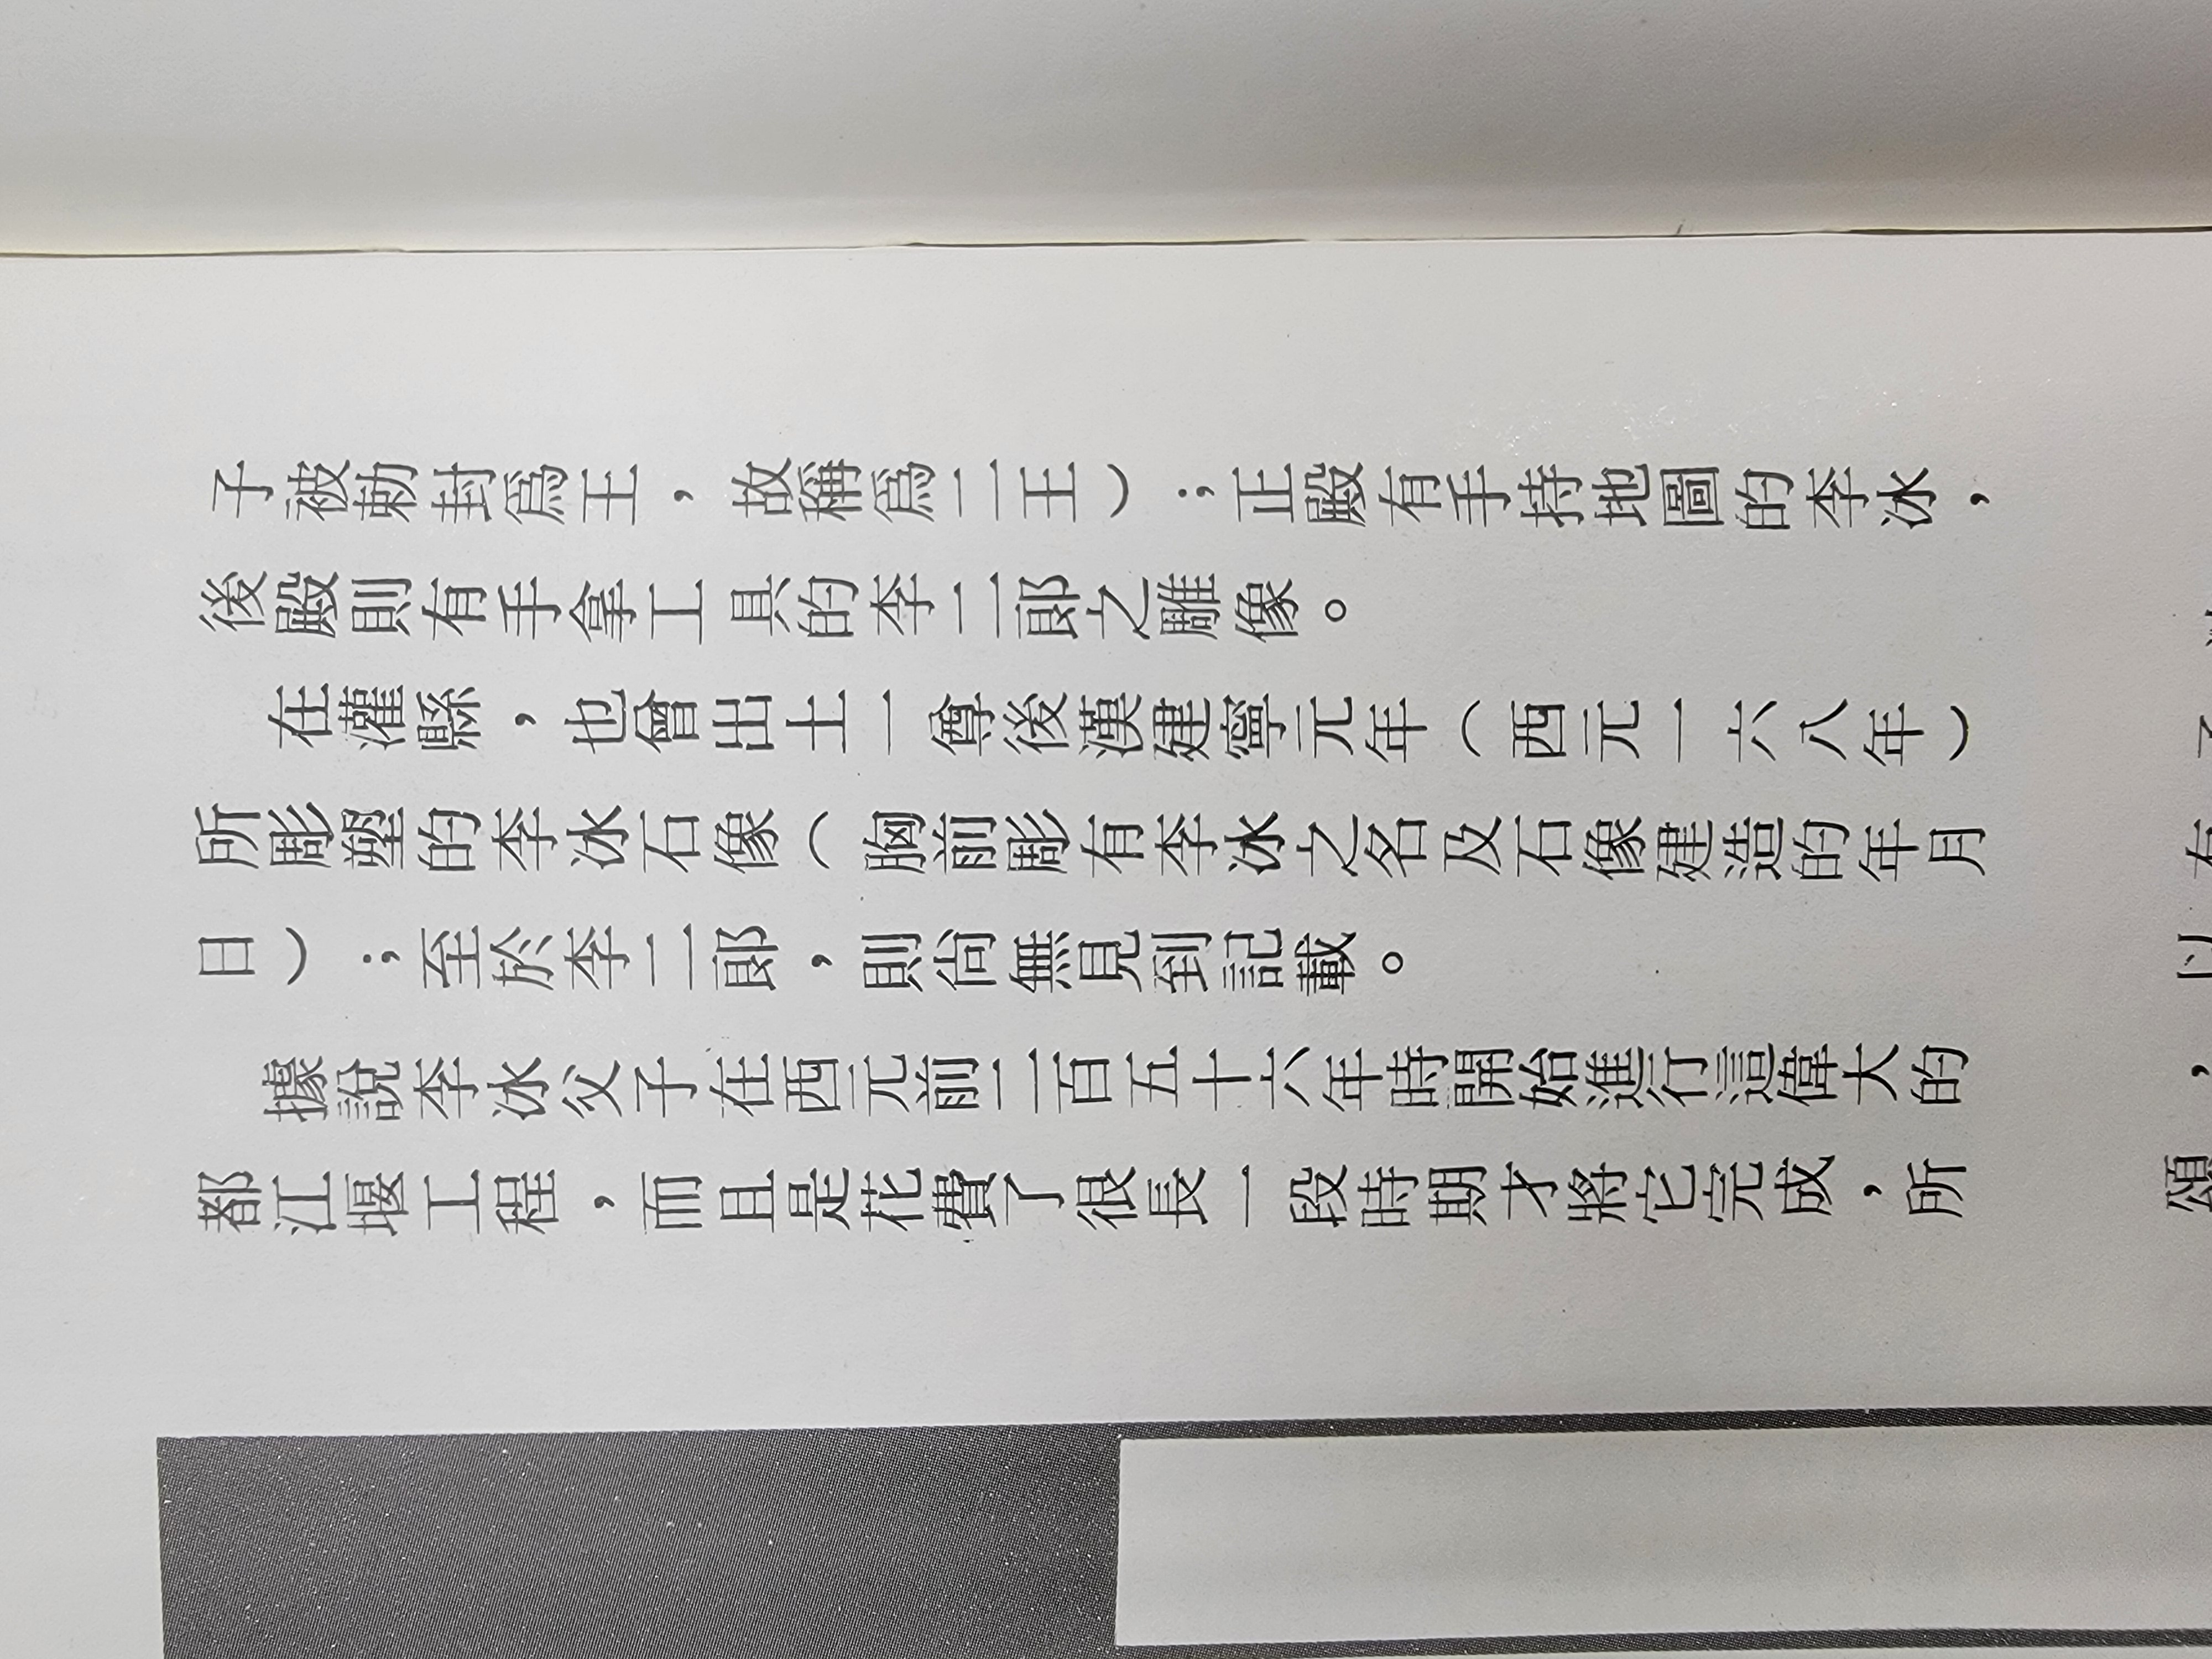 子被勅封爲王，故稱爲二王）；正殿有手持地圖的李冰，
後殿則有手拿工具的李二郎之雕像。
在灌縣，也曾出土一尊後漢建寧元年（西元一六八年）
所彫塑的李冰石像（胸前彫有李冰之名及石像建造的年月
日）；至於李二郎，則尚無見到記載。
據說李冰父子在西元前二百五十六年時開始進行這偉大的
都江堰工程，而且是花費了很長一段時期才將它完成，所
以
，
頌